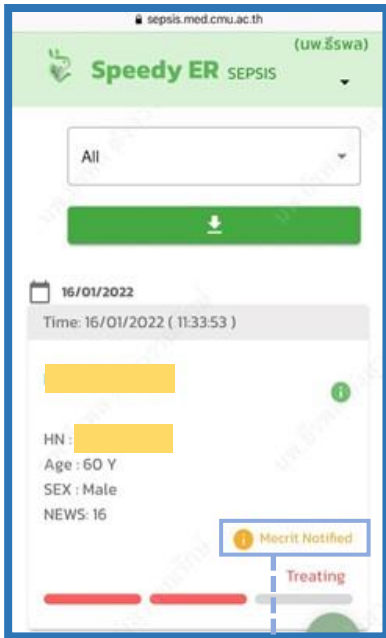 sepsis.med.cmu.ac.th
(นพ.ธีรพล)
Speedy ER SEPSIS
All
16/01/2022
Time: 16/01/2022 ( 11:33:53 )
HN :
Age : 60 Y
SEX : Male
NEWS: 16
Mecrit Notified
Treating